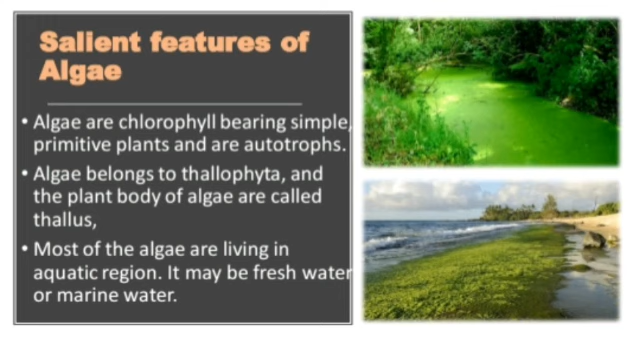 Salient features of
Algae
• Algae are chlorophyll bearing simple,
primitive plants and are autotrophs.
• Algae belongs to thallophyta, and
the plant body of algae are called
thallus,
• Most of the algae are living in
aquatic region. It may be fresh water
or marine water.